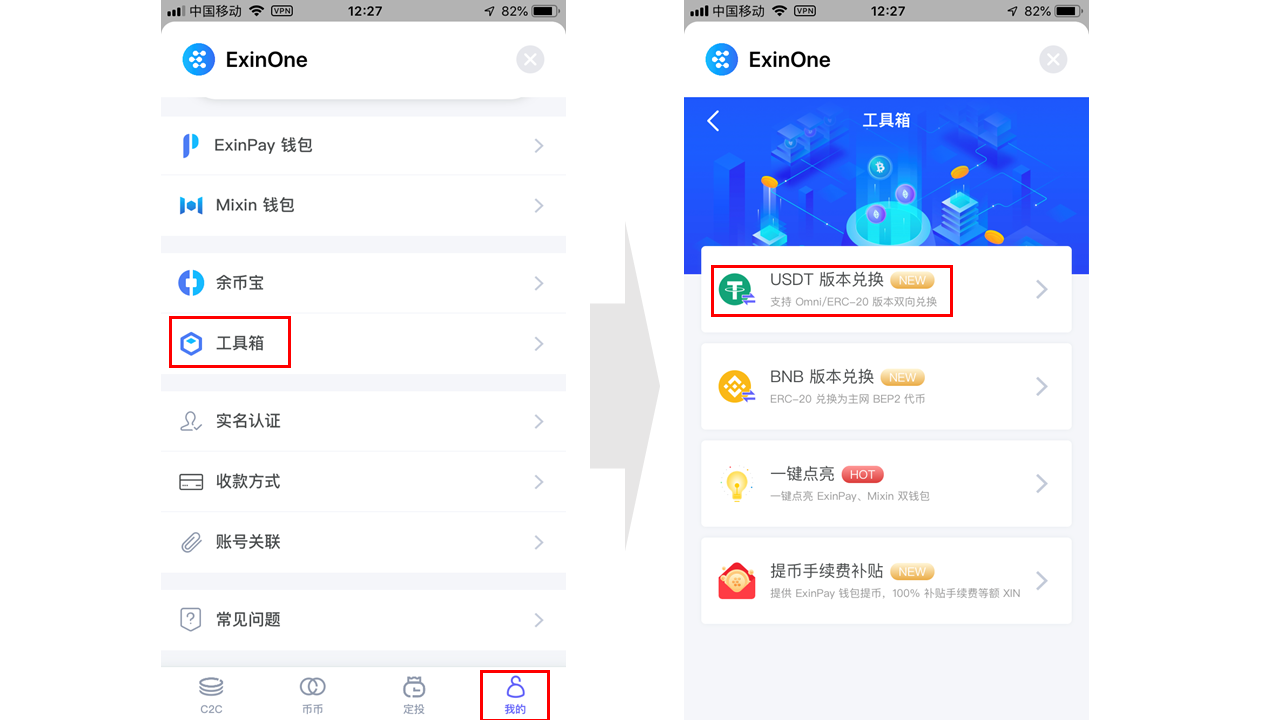 中国移动 VPN 12:27 82%
ExinOne
ExinPay 钱包
Mixin 钱包
余币宝
工具箱
实名认证
收款方式
账号关联
常见问题
C2C 币币 定投 我的
中国移动 VPN 12:27 82%
ExinOne
工具箱
USDT 版本兑换 NEW
支持 Omni/ERC-20 版本双向兑换
BNB 版本兑换 NEW
ERC-20 兑换为主网 BEP2 代币
一键点亮 HOT
一键点亮 ExinPay、Mixin 双钱包
提币手续费补贴 NEW
提供 ExinPay 钱包提币，100% 补贴手续费等额 XIN